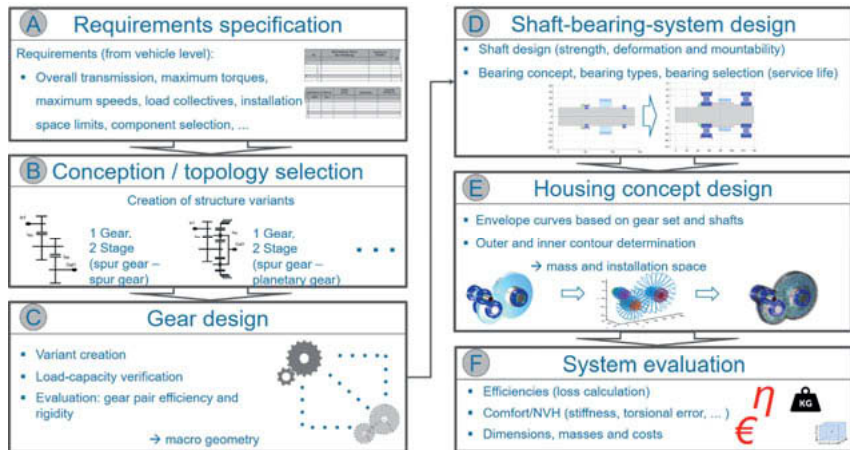 A Requirements specification
Requirements (from vehicle level):
▪ Overall transmission, maximum torques,
maximum speeds, load collectives, installation
space limits, component selection, ...
B Conception / topology selection
Creation of structure variants
1 Gear,
2 Stage
(spur gear –
spur gear)
1 Gear,
2 Stage
(spur gear –
planetary gear)
C Gear design
▪ Variant creation
▪ Load-capacity verification
▪ Evaluation: gear pair efficiency and
rigidity
→ macro geometry
D Shaft-bearing-system design
▪ Shaft design (strength, deformation and mountability)
▪ Bearing concept, bearing types, bearing selection (service life)
E Housing concept design
▪ Envelope curves based on gear set and shafts
▪ Outer and inner contour determination
→ mass and installation space
F System evaluation
▪ Efficiencies (loss calculation)
▪ Comfort/NVH (stiffness, torsional error, ... )
▪ Dimensions, masses and costs
η
KG
€